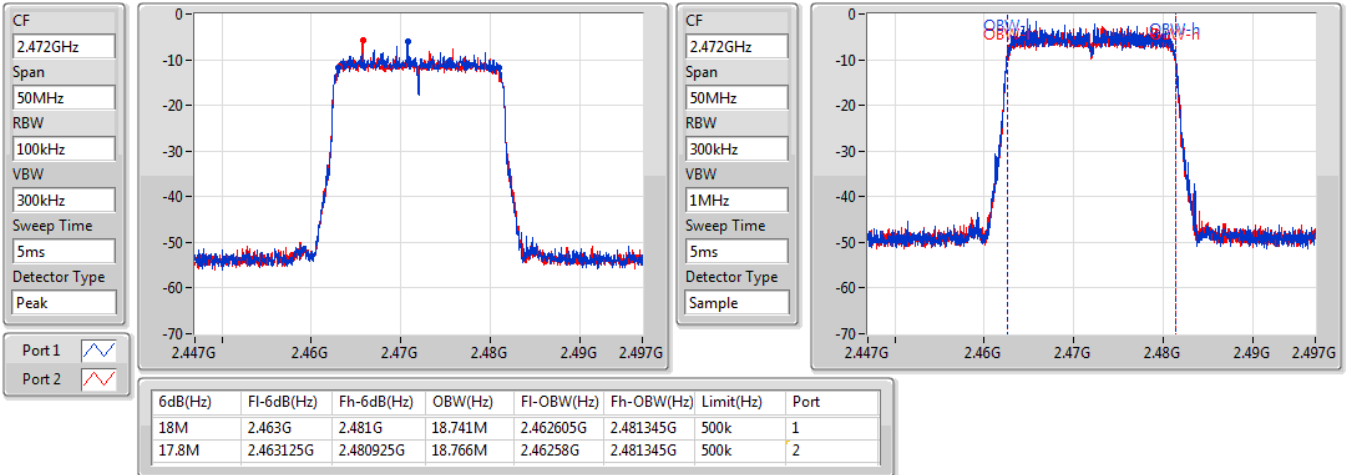 CF
2.472GHz
Span
50MHz
RBW
100kHz
VBW
300kHz
Sweep Time
5ms
Detector Type
Peak
Port 1
Port 2
0
-10
-20
-30
-40
-50
-60
-70
2.447G 2.46G 2.47G 2.48G 2.49G 2.497G
CF
2.472GHz
Span
50MHz
RBW
300kHz
VBW
1MHz
Sweep Time
5ms
Detector Type
Sample
OBW-h
OBW-h
0
-10
-20
-30
-40
-50
-60
-70
2.447G 2.46G 2.47G 2.48G 2.49G 2.497G
6dB(Hz) Fl-6dB(Hz) Fh-6dB(Hz) OBW(Hz) Fl-OBW(Hz) Fh-OBW(Hz) Limit(Hz) Port
18M 2.463G 2.481G 18.741M 2.462605G 2.481345G 500k 1
17.8M 2.463125G 2.480925G 18.766M 2.46258G 2.481345G 500k 2